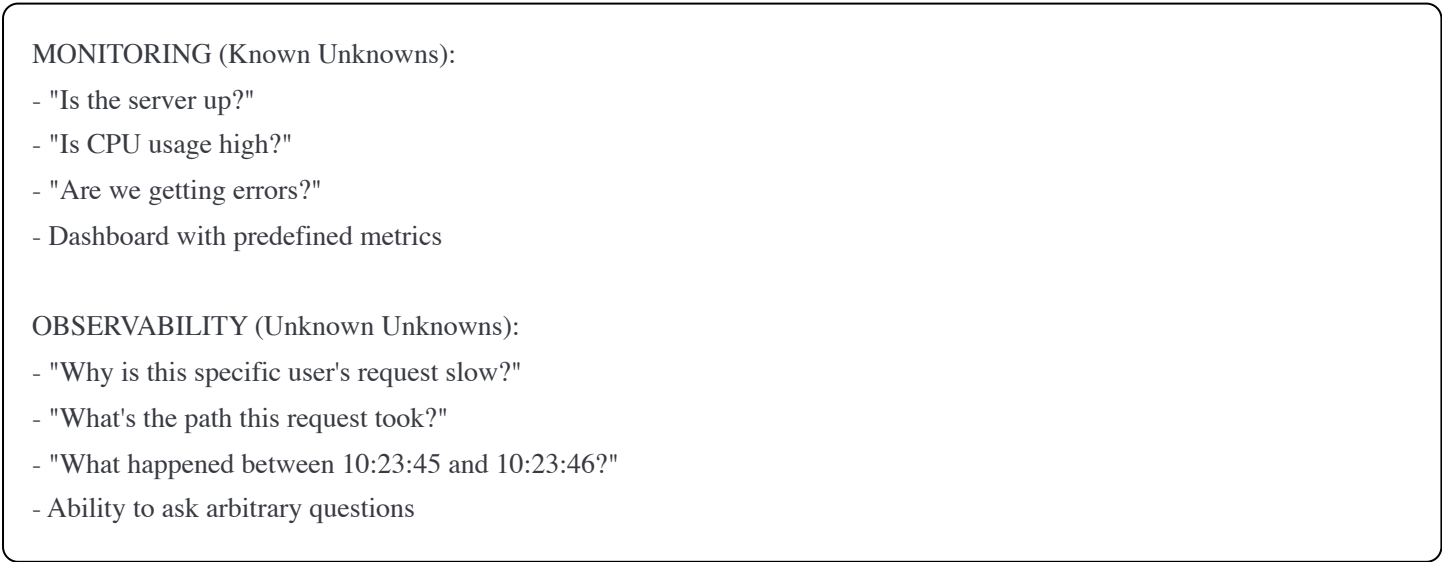 MONITORING (Known Unknowns):
- "Is the server up?"
- "Is CPU usage high?"
- "Are we getting errors?"
- Dashboard with predefined metrics
OBSERVABILITY (Unknown Unknowns):
- "Why is this specific user's request slow?"
- "What's the path this request took?"
- "What happened between 10:23:45 and 10:23:46?"
- Ability to ask arbitrary questions